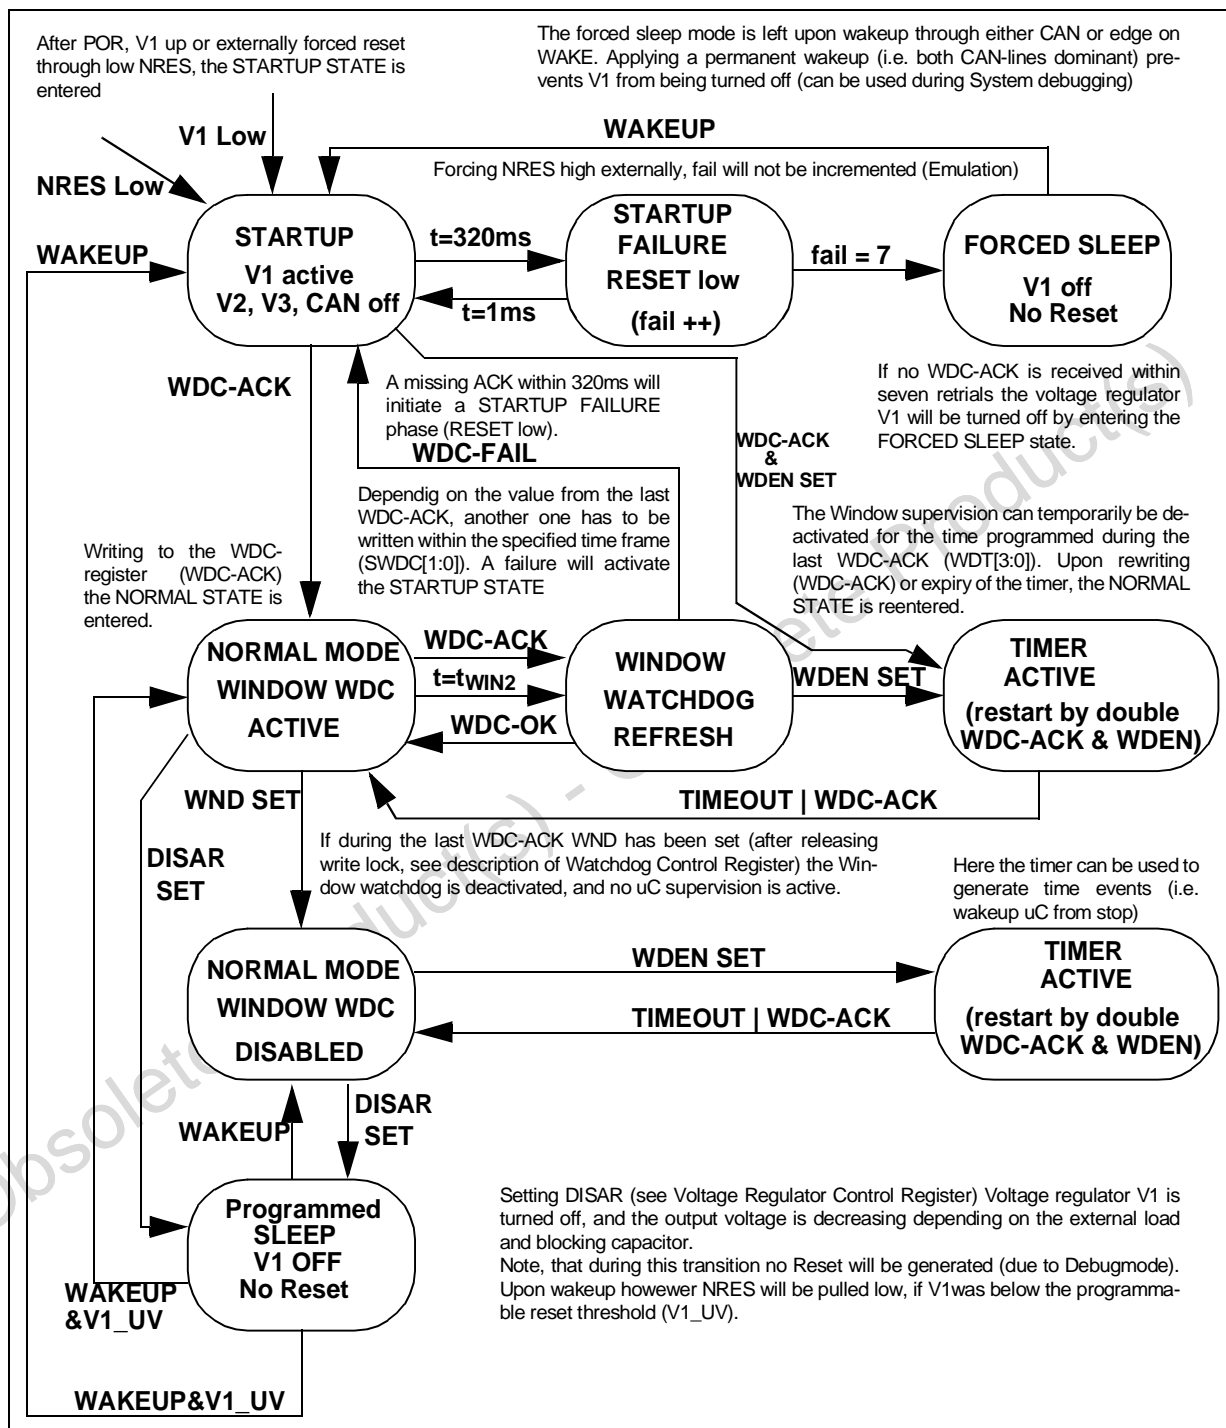 After POR, V1 up or externally forced reset
through low NRES, the STARTUP STATE is
entered
The forced sleep mode is left upon wakeup through either CAN or edge on
WAKE. Applying a permanent wakeup (i.e. both CAN-lines dominant) pre-
vents V1 from being turned off (can be used during System debugging)
V1 Low
WAKEUP
NRES Low
Forcing NRES high externally, fail will not be incremented (Emulation)
WAKEUP
STARTUP
V1 active
V2, V3, CAN off
t=320ms
t=1ms
STARTUP
FAILURE
RESET low
(fail ++)
fail = 7
FORCED SLEEP
V1 off
No Reset
WDC-ACK
A missing ACK within 320ms will
initiate a STARTUP FAILURE
phase (RESET low).
WDC-FAIL
WDC-ACK
&
WDEN SET
If no WDC-ACK is received within
seven retrials the voltage regulator
V1 will be turned off by entering the
FORCED SLEEP state.
Dependig on the value from the last
WDC-ACK, another one has to be
written within the specified time frame
(SWDC[1:0]). A failure will activate
the STARTUP STATE
The Window supervision can temporarily be de-
activated for the time programmed during the
last WDC-ACK (WDT[3:0]). Upon rewriting
(WDC-ACK) or expiry of the timer, the NORMAL
STATE is reentered.
Writing to the WDC-
register (WDC-ACK)
the NORMAL STATE is
entered.
NORMAL MODE
WINDOW WDC
ACTIVE
WDC-ACK
t=tWIN2
WDC-OK
WINDOW
WATCHDOG
REFRESH
WDEN SET
TIMER
ACTIVE
(restart by double
WDC-ACK & WDEN)
WND SET
TIMEOUT | WDC-ACK
DISAR
SET
If during the last WDC-ACK WND has been set (after releasing
write lock, see description of Watchdog Control Register) the Win-
dow watchdog is deactivated, and no uC supervision is active.
Here the timer can be used to
generate time events (i.e.
wakeup uC from stop)
NORMAL MODE
WINDOW WDC
DISABLED
WDEN SET
TIMEOUT | WDC-ACK
TIMER
ACTIVE
(restart by double
WDC-ACK & WDEN)
WAKEUP
DISAR
SET
Programmed
SLEEP
V1 OFF
No Reset
WAKEUP
&V1_UV
WAKEUP&V1_UV
Setting DISAR (see Voltage Regulator Control Register) Voltage regulator V1 is
turned off, and the output voltage is decreasing depending on the external load
and blocking capacitor.
Note, that during this transition no Reset will be generated (due to Debugmode).
Upon wakeup howewer NRES will be pulled low, if V1was below the programma-
ble reset threshold (V1_UV).
Obsolete Product(s) - Obsolete Product(s)